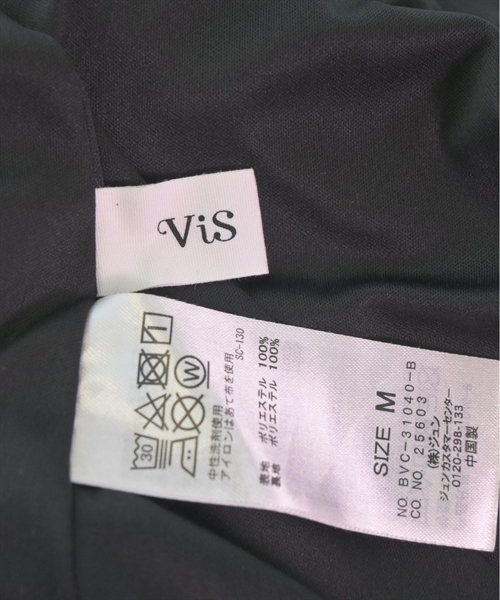 ViS
30
W
中性洗剤使用
アイロンはあて布を使用
SC-130
表地 ポリエステル 100%
裏地 ポリエステル 100%
SIZE M
NO. BVC-31040-B
CO. NO. 25603
(株)ジュン
ジュンカスタマーセンター
0120-298-133
中国製